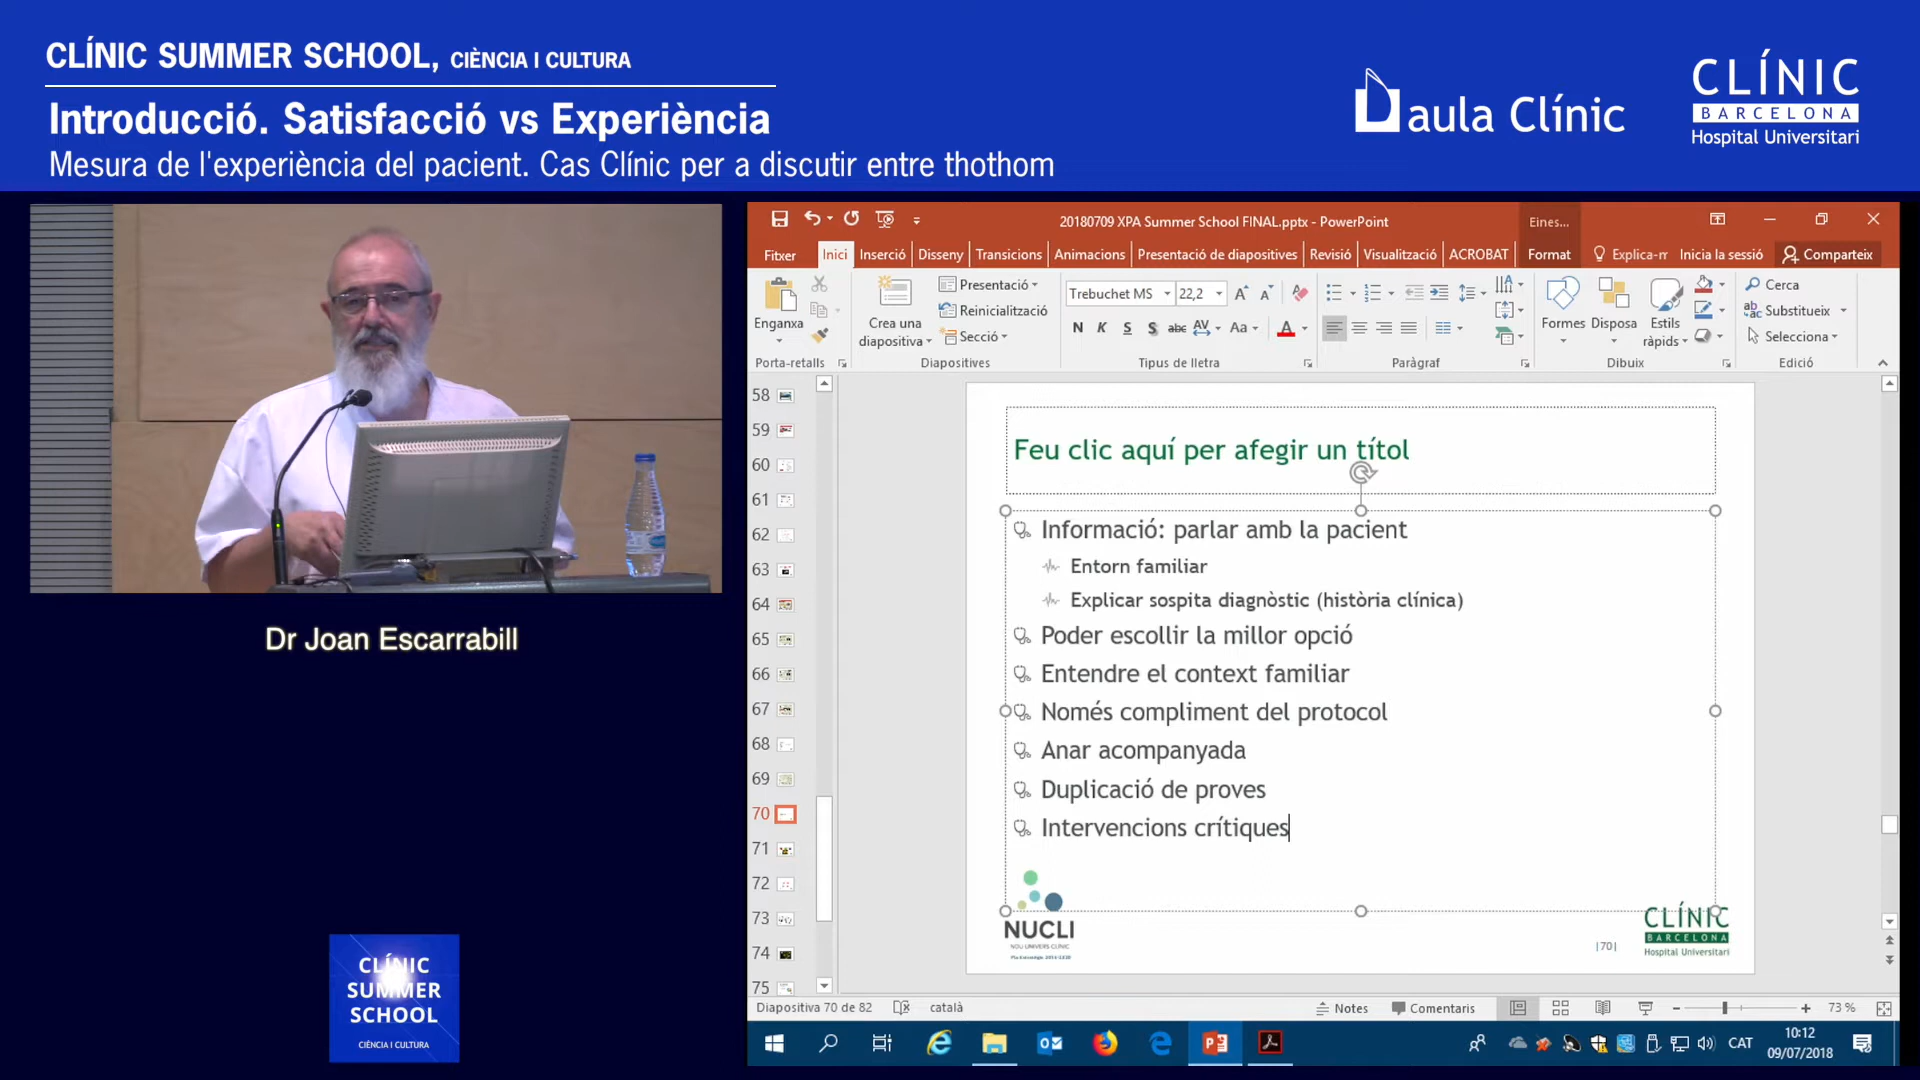 CLÍNIC SUMMER SCHOOL, CIÈNCIA I CULTURA
Introducció. Satisfacció vs Experiència
Mesura de l'experiència del pacient. Cas Clínic per a discutir entre thothom
aula Clínic
CLÍNIC
BARCELONA
Hospital Universitari
20180709 XPA Summer School FINAL.pptx - PowerPoint
Eines...
Fitxer
Inici
Inserció
Disseny
Transicions
Animacions
Presentació de diapositives
Revisió
Visualització
ACROBAT
Format
Explica-m
Inicia la sessió
Comparteix
Enganxa
Crea una
diapositiva
Presentació
Reinicialització
Secció
Trebuchet MS
22,2
N K S S abc AV Aa A
Formes
Disposa
Estils
ràpids
Cerca
Substitueix
Selecciona
Porta-retalls
Diapositives
Tipus de lletra
Paràgraf
Dibuix
Edició
58
59
60
61
62
63
64
65
66
67
68
69
70
71
72
73
74
75
Feu clic aquí per afegir un títol
Informació: parlar amb la pacient
Entorn familiar
Explicar sospita diagnòstic (història clínica)
Poder escollir la millor opció
Entendre el context familiar
Només compliment del protocol
Anar acompanyada
Duplicació de proves
Intervencions crítiques
NUCLI
NOU UNIVERS CLÍNIC
|70|
CLÍNIC
BARCELONA
Hospital Universitari
Dr Joan Escarrabill
CLÍNIC
SUMMER
SCHOOL
CIÈNCIA I CULTURA
Diapositiva 70 de 82
català
Notes
Comentaris
73 %
CAT
10:12
09/07/2018